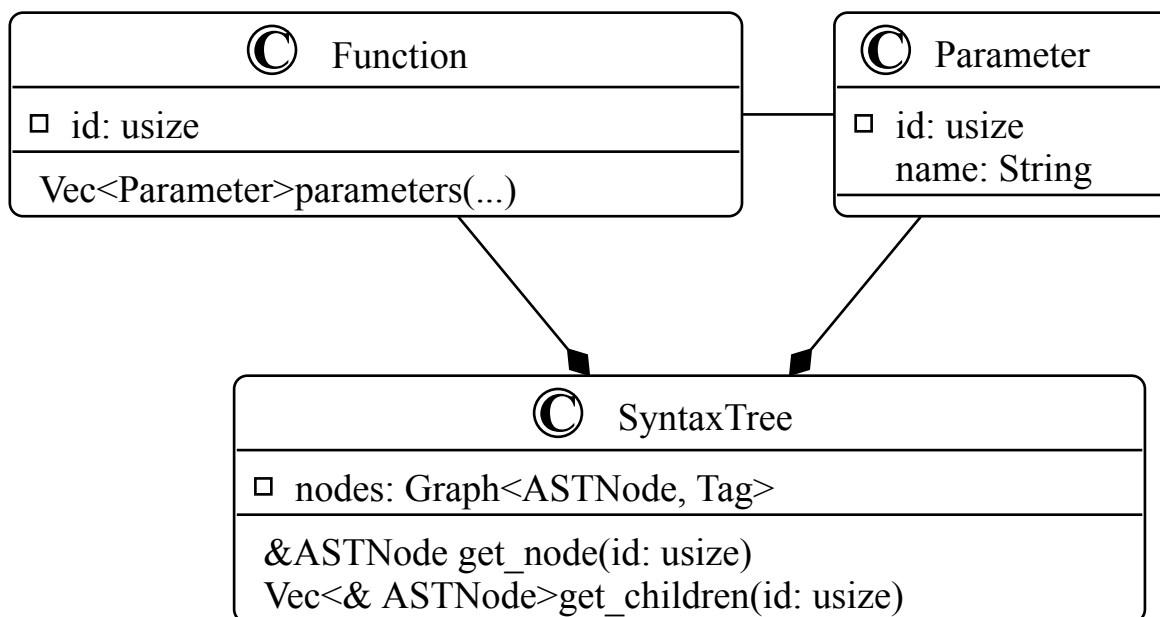 C Function
id: usize
Vec<Parameter>parameters(...)
C Parameter
id: usize
name: String
C SyntaxTree
nodes: Graph<ASTNode, Tag>
&ASTNode get_node(id: usize)
Vec<& ASTNode>get_children(id: usize)